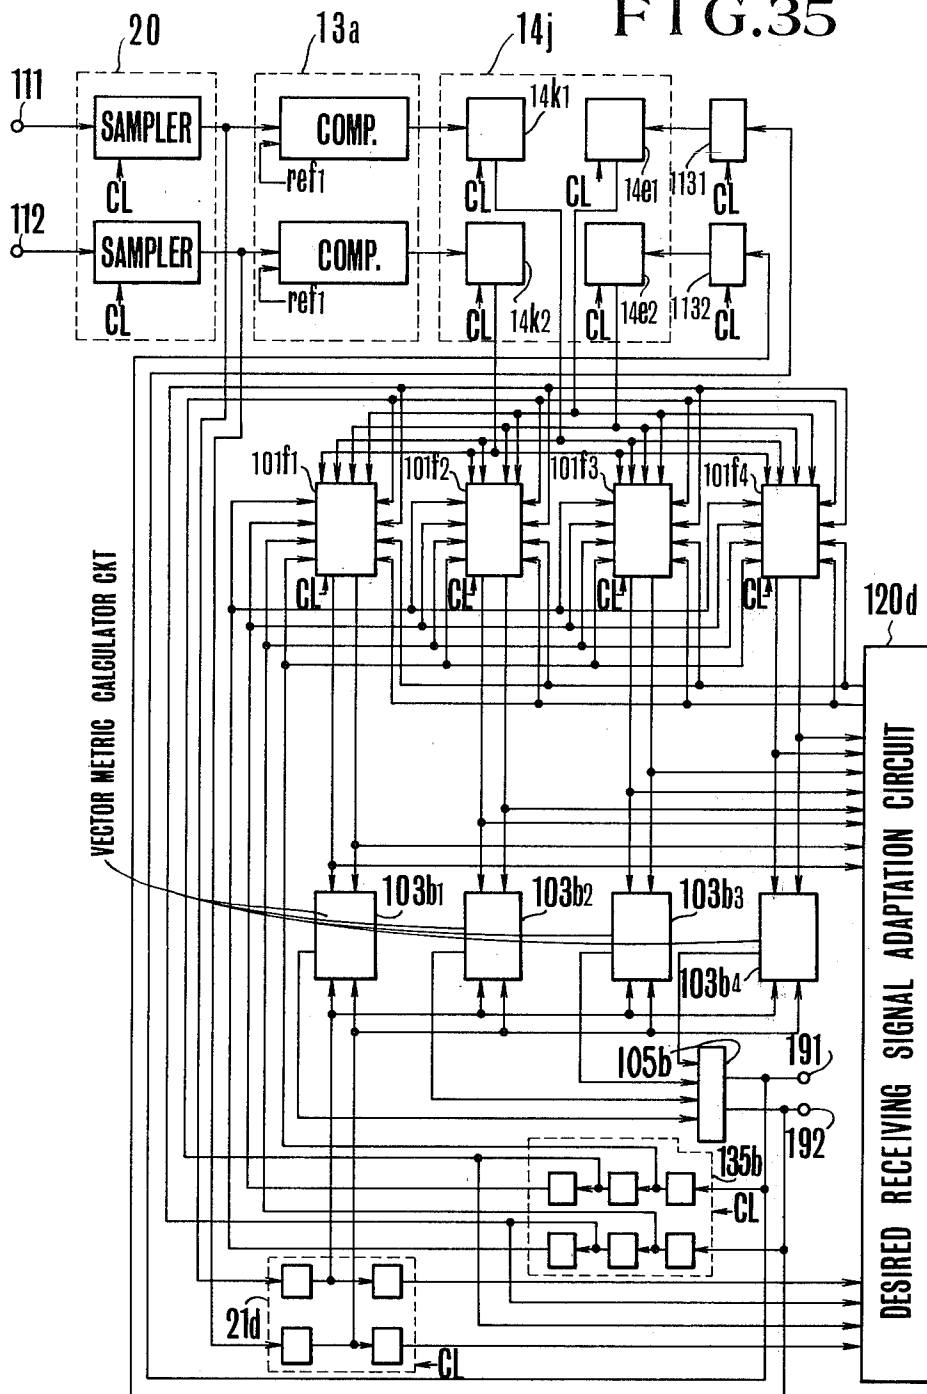 FIG.35
20
13a
14j
111
SAMPLER
COMP.
14k1
14e1
1131
ref1
CL
CL
CL
CL
112
SAMPLER
COMP.
14k2
14e2
1132
ref1
CL
CL
CL
CL
101f1
101f2
101f3
101f4
CL
CL
CL
CL
120d
VECTOR METRIC CALCULATOR CKT
DESIRED RECEIVING SIGNAL ADAPTATION CIRCUIT
103b1
103b2
103b3
103b4
105b
191
192
135b
CL
21d
CL